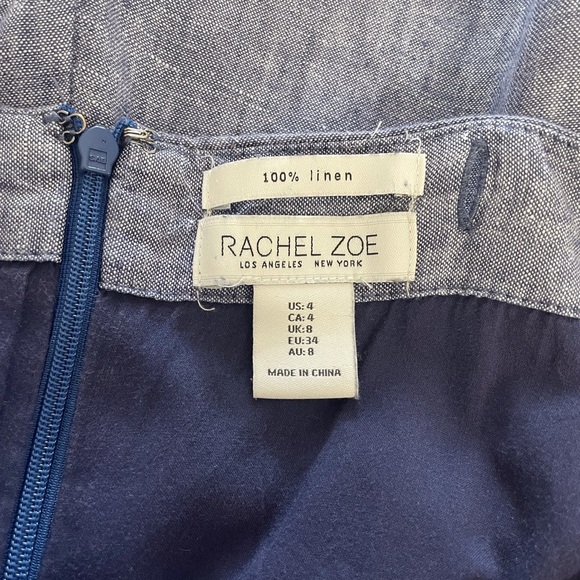 100% linen
RACHEL ZOE
LOS ANGELES NEW YORK
US: 4
CA: 4
UK: 8
EU: 34
AU: 8
MADE IN CHINA